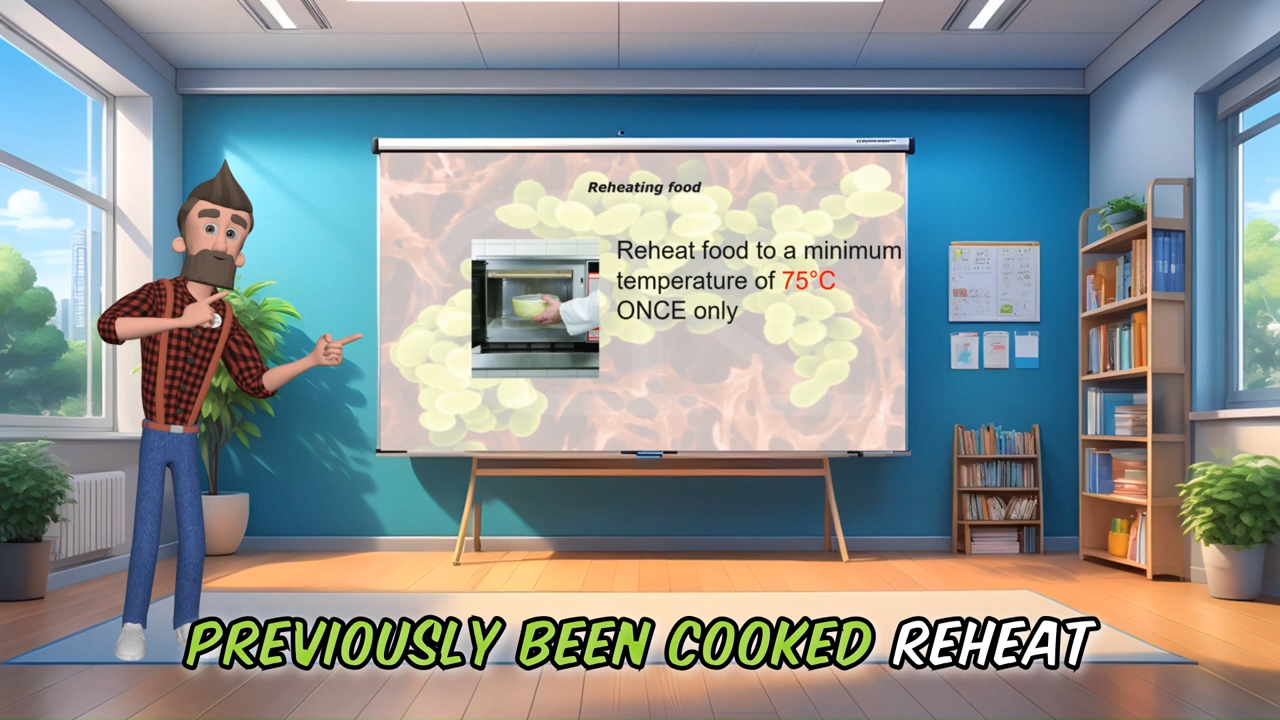 Reheating food
Reheat food to a minimum
temperature of 75°C
ONCE only
PREVIOUSLY BEEN COOKED REHEAT